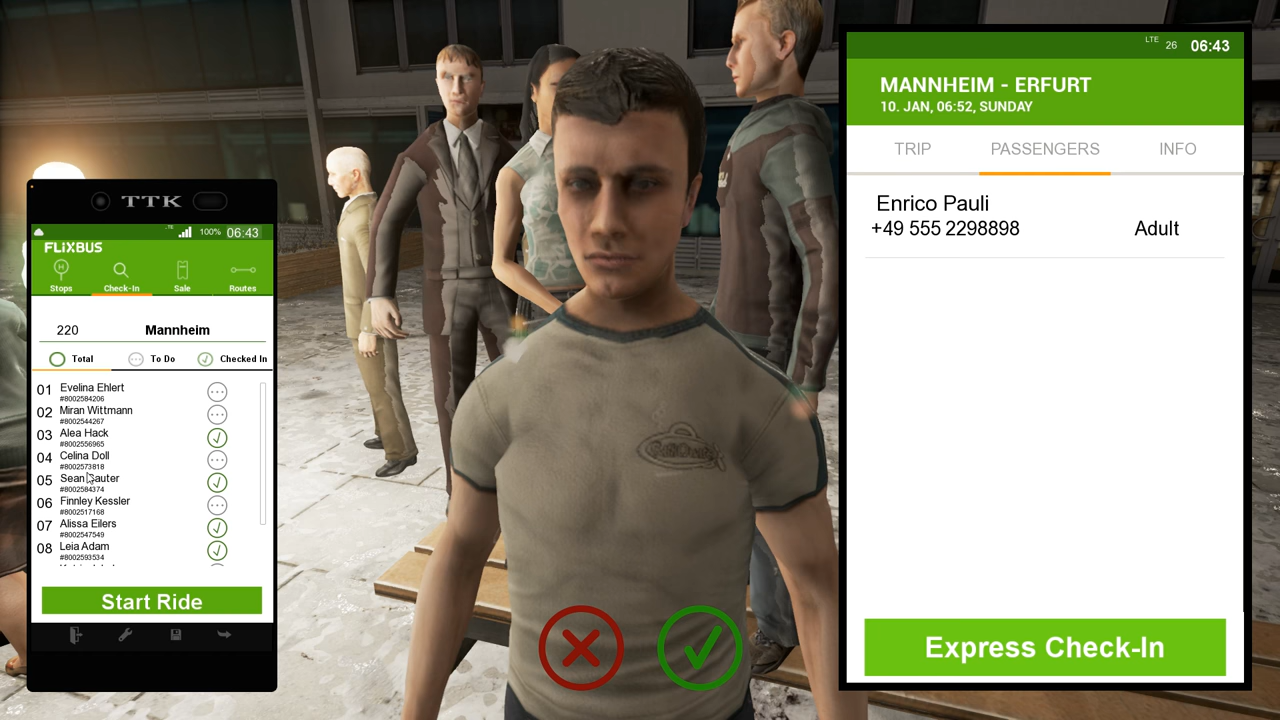 TTK
100% 06:43
FLiXBUS
Stops Check-In Sale Routes
220 Mannheim
Total To Do Checked In
01 Evelina Ehlert
#8002584206
02 Miran Wittmann
#8002544267
03 Alea Hack
#8002556965
04 Celina Doll
#8002573818
05 Sean Sauter
#8002584374
06 Finnley Kessler
#8002517168
07 Alissa Eilers
#8002547549
08 Leia Adam
#8002593534
Start Ride
LTE 26 06:43
MANNHEIM - ERFURT
10. JAN, 06:52, SUNDAY
TRIP PASSENGERS INFO
Enrico Pauli
+49 555 2298898 Adult
Express Check-In